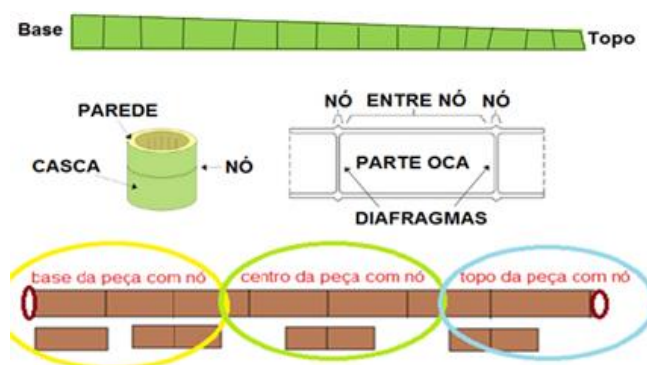 Base
Topo
PAREDE
CASCA
NÓ
NÓ ENTRE NÓ NÓ
PARTE OCA
DIAFRAGMAS
base da peça com nó centro da peça com nó topo da peça com nó